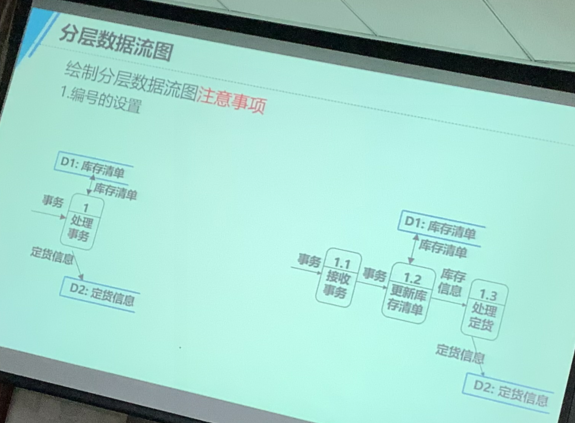 分层数据流图
绘制分层数据流图注意事项
1.编号的设置
D1: 库存清单
库存清单
事务
1
处理
事务
定货信息
D2: 定货信息
D1: 库存清单
库存清单
事务
1.1
接收
事务
事务
1.2
更新库
存清单
库存
信息
1.3
处理
定货
定货信息
D2: 定货信息